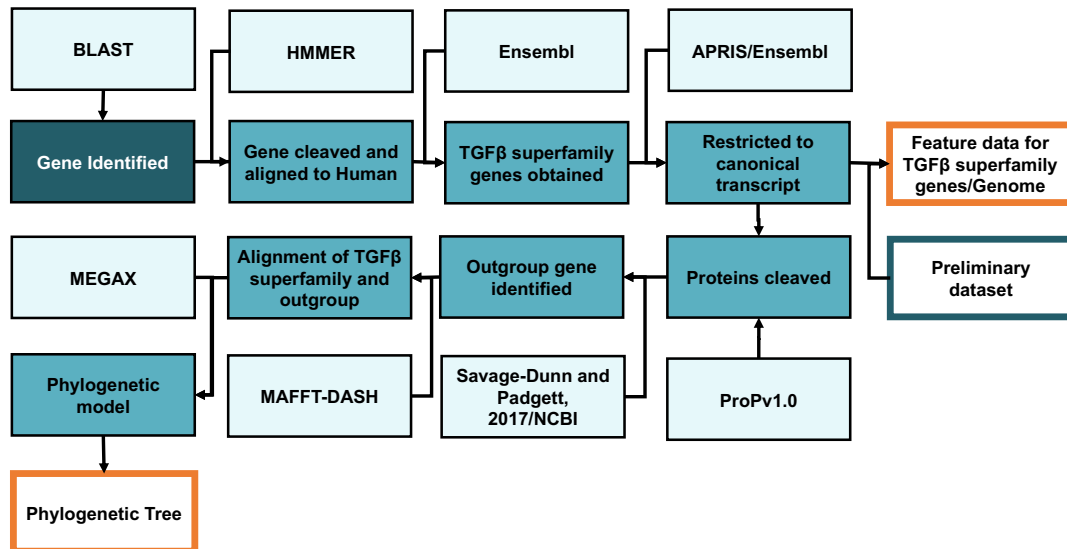 BLAST
HMMER
Ensembl
APRIS/Ensembl
Gene Identified
Gene cleaved and
aligned to Human
TGFβ superfamily
genes obtained
Restricted to
canonical
transcript
Feature data for
TGFβ superfamily
genes/Genome
MEGAX
Alignment of TGFβ
superfamily and
outgroup
Outgroup gene
identified
Proteins cleaved
Preliminary
dataset
Phylogenetic
model
MAFFT-DASH
Savage-Dunn and
Padgett,
2017/NCBI
ProPv1.0
Phylogenetic Tree